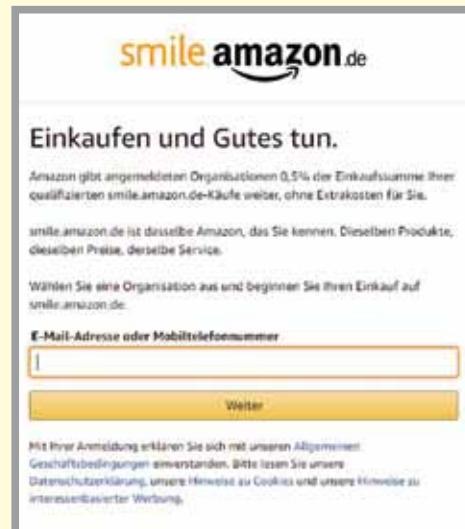 smile.amazon.de
Einkaufen und Gutes tun.
Amazon gibt angemeldeten Organisationen 0,5% der Einkaufssumme Ihrer
qualifizierten smile.amazon.de-Käufe weiter, ohne Extrakosten für Sie.
smile.amazon.de ist dasselbe Amazon, das Sie kennen. Dieselben Produkte,
dieselben Preise, derselbe Service.
Wählen Sie eine Organisation aus und beginnen Sie Ihren Einkauf auf
smile.amazon.de.
E-Mail-Adresse oder Mobiltelefonnummer
Weiter
Mit Ihrer Anmeldung erklären Sie sich mit unseren Allgemeinen
Geschäftsbedingungen einverstanden. Bitte lesen Sie unsere
Datenschutzerklärung, unsere Hinweise zu Cookies und unsere Hinweise zu
interessenbasierter Werbung.